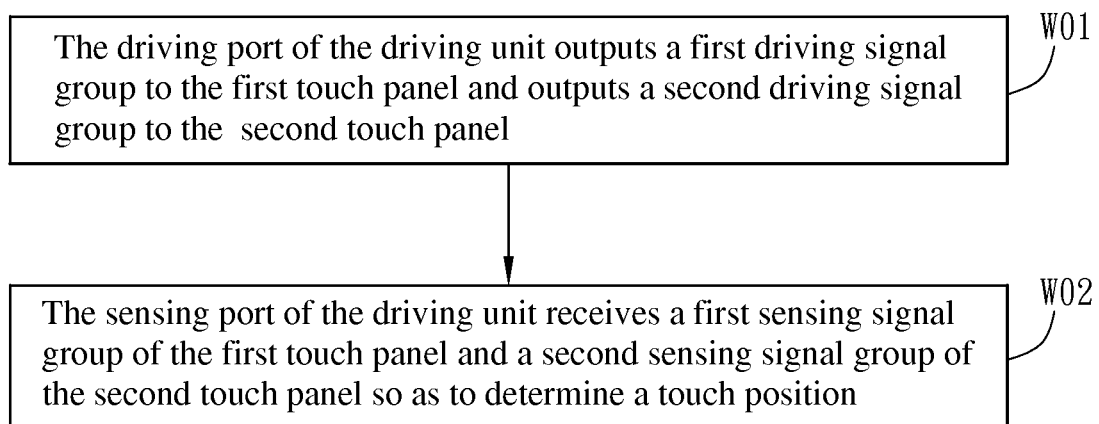 W01
The driving port of the driving unit outputs a first driving signal
group to the first touch panel and outputs a second driving signal
group to the second touch panel
W02
The sensing port of the driving unit receives a first sensing signal
group of the first touch panel and a second sensing signal group of
the second touch panel so as to determine a touch position